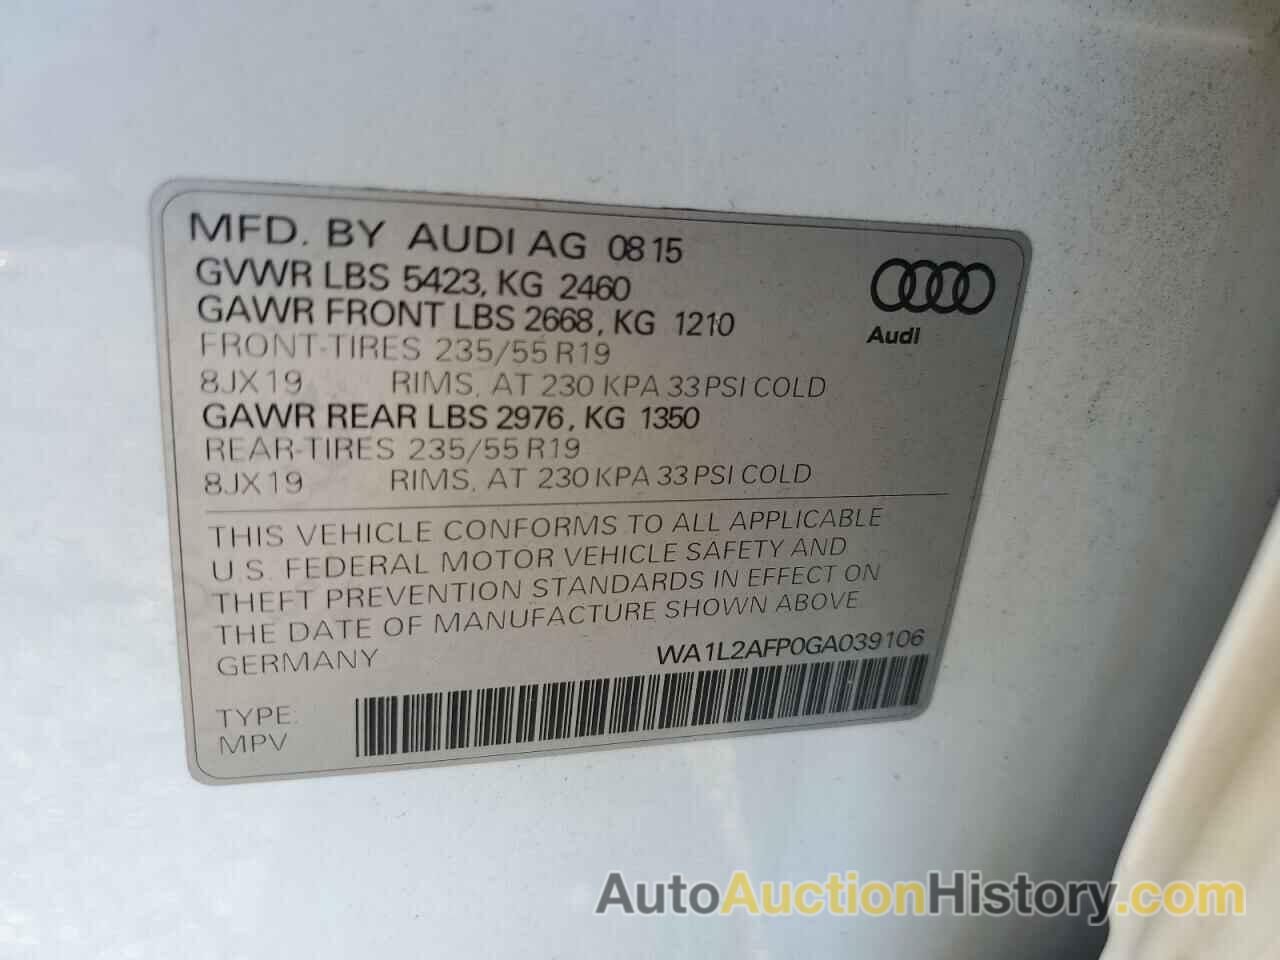 MFD. BY AUDI AG 0815
GVWR LBS 5423, KG 2460
GAWR FRONT LBS 2668, KG 1210
FRONT-TIRES 235/55 R19
8JX19 RIMS, AT 230 KPA 33 PSI COLD
GAWR REAR LBS 2976, KG 1350
REAR-TIRES 235/55 R19
8JX19 RIMS, AT 230 KPA 33 PSI COLD
Audi
THIS VEHICLE CONFORMS TO ALL APPLICABLE
U.S. FEDERAL MOTOR VEHICLE SAFETY AND
THEFT PREVENTION STANDARDS IN EFFECT ON
THE DATE OF MANUFACTURE SHOWN ABOVE
GERMANY WA1L2AFP0GA039106
TYPE:
MPV
AutoAuctionHistory.com